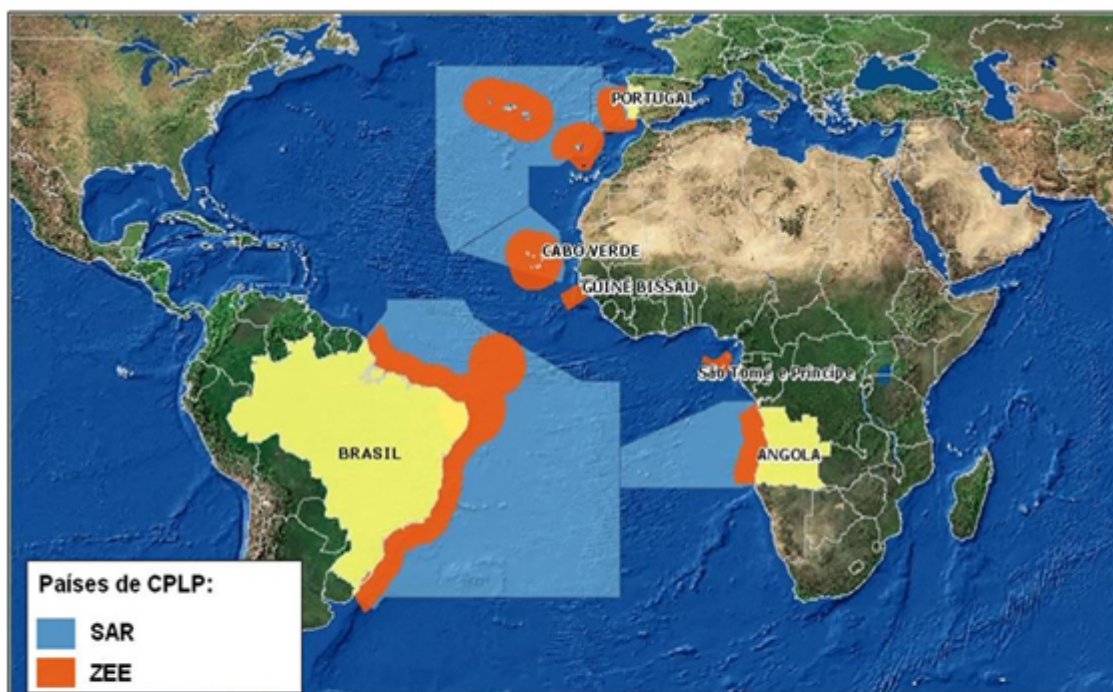 PORTUGAL
CABO VERDE
GUINÉ BISSAU
São Tomé e Príncipe
BRASIL
ANGOLA
Países de CPLP:
SAR
ZEE